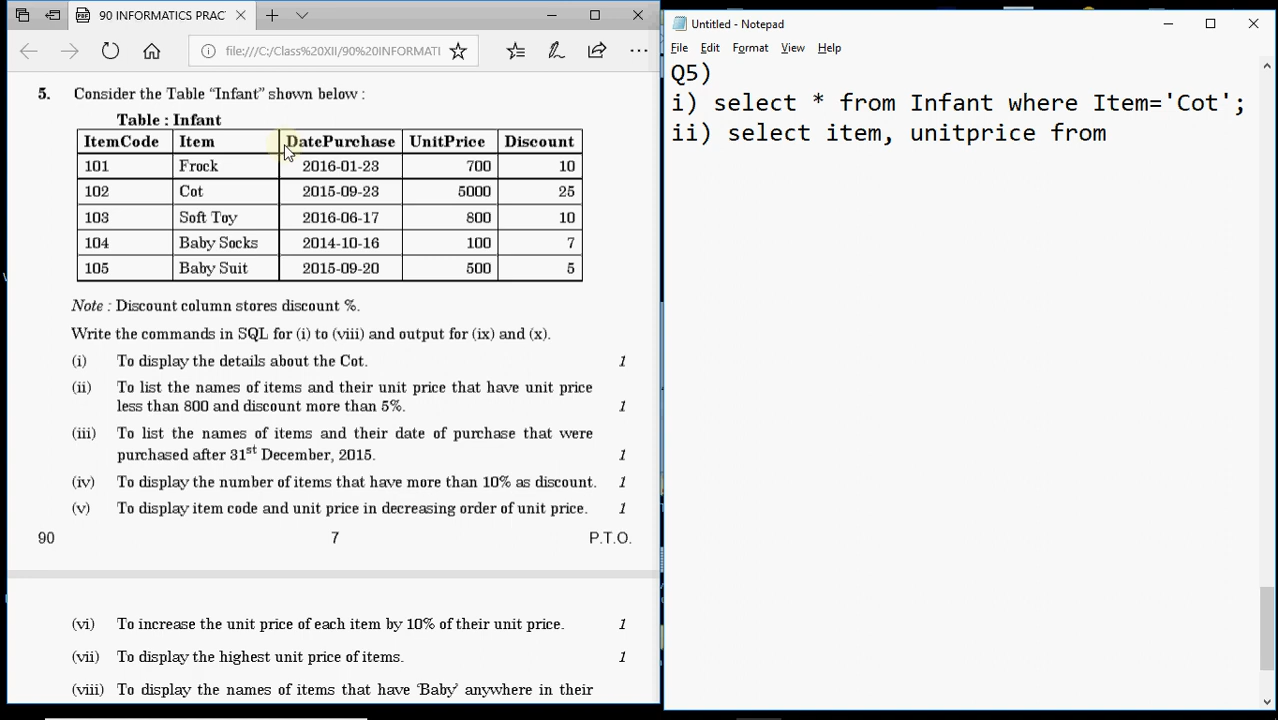 90 INFORMATICS PRAC
Untitled - Notepad
file:///C:/Class%20XII/90%20INFORMATI
File Edit Format View Help
5. Consider the Table "Infant" shown below :
Table : Infant
ItemCode Item DatePurchase UnitPrice Discount
101 Frock 2016-01-23 700 10
102 Cot 2015-09-23 5000 25
103 Soft Toy 2016-06-17 800 10
104 Baby Socks 2014-10-16 100 7
105 Baby Suit 2015-09-20 500 5
Note : Discount column stores discount %.
Write the commands in SQL for (i) to (viii) and output for (ix) and (x).
(i) To display the details about the Cot. 1
(ii) To list the names of items and their unit price that have unit price
less than 800 and discount more than 5%. 1
(iii) To list the names of items and their date of purchase that were
purchased after 31st December, 2015. 1
(iv) To display the number of items that have more than 10% as discount. 1
(v) To display item code and unit price in decreasing order of unit price. 1
90 7 P.T.O.
(vi) To increase the unit price of each item by 10% of their unit price. 1
(vii) To display the highest unit price of items. 1
(viii) To display the names of items that have 'Baby' anywhere in their
Q5)
i) select * from Infant where Item='Cot';
ii) select item, unitprice from